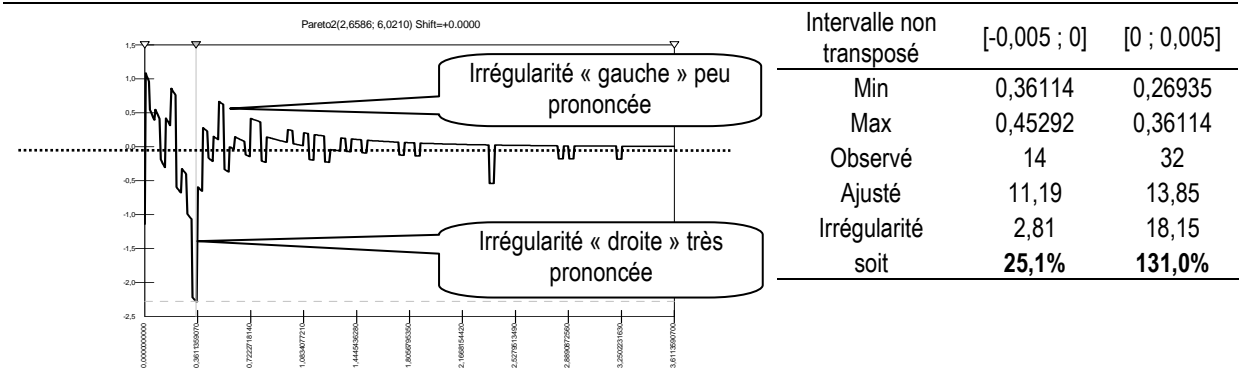 Pareto2(2,6586; 6,0210) Shift=+0.0000
1,5
1,0
0,5
0,0
-0,5
-1,0
-1,5
-2,0
-2,5
Irrégularité « gauche » peu
prononcée
Irrégularité « droite » très
prononcée
0,0000000000
0,3611359070
0,7222718140
1,0834077210
1,4445436280
1,8056795350
2,1668154420
2,5279513490
2,8890872560
3,2502231630
3,6113590700
Intervalle non
transposé
[-0,005 ; 0] [0 ; 0,005]
Min 0,36114 0,26935
Max 0,45292 0,36114
Observé 14 32
Ajusté 11,19 13,85
Irrégularité 2,81 18,15
soit 25,1% 131,0%